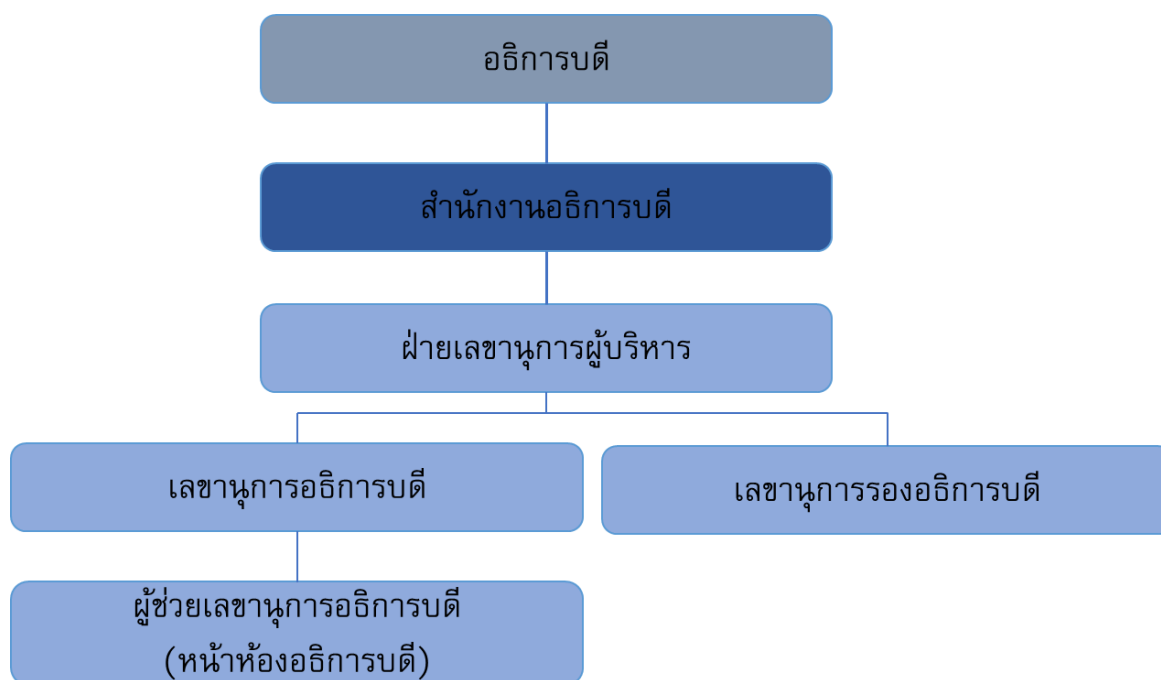 อธิการบดี
สำนักงานอธิการบดี
ฝ่ายเลขานุการผู้บริหาร
เลขานุการอธิการบดี
เลขานุการรองอธิการบดี
ผู้ช่วยเลขานุการอธิการบดี
(หน้าห้องอธิการบดี)